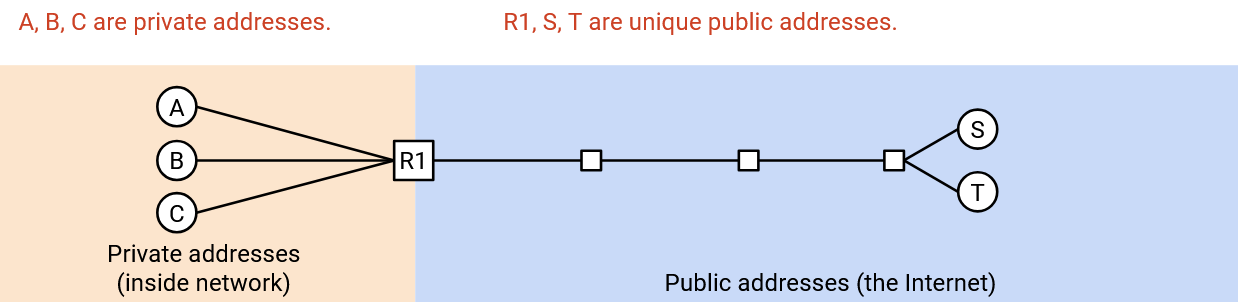 A, B, C are private addresses.
R1, S, T are unique public addresses.
A
B
C
R1
S
T
Private addresses
(inside network)
Public addresses (the Internet)